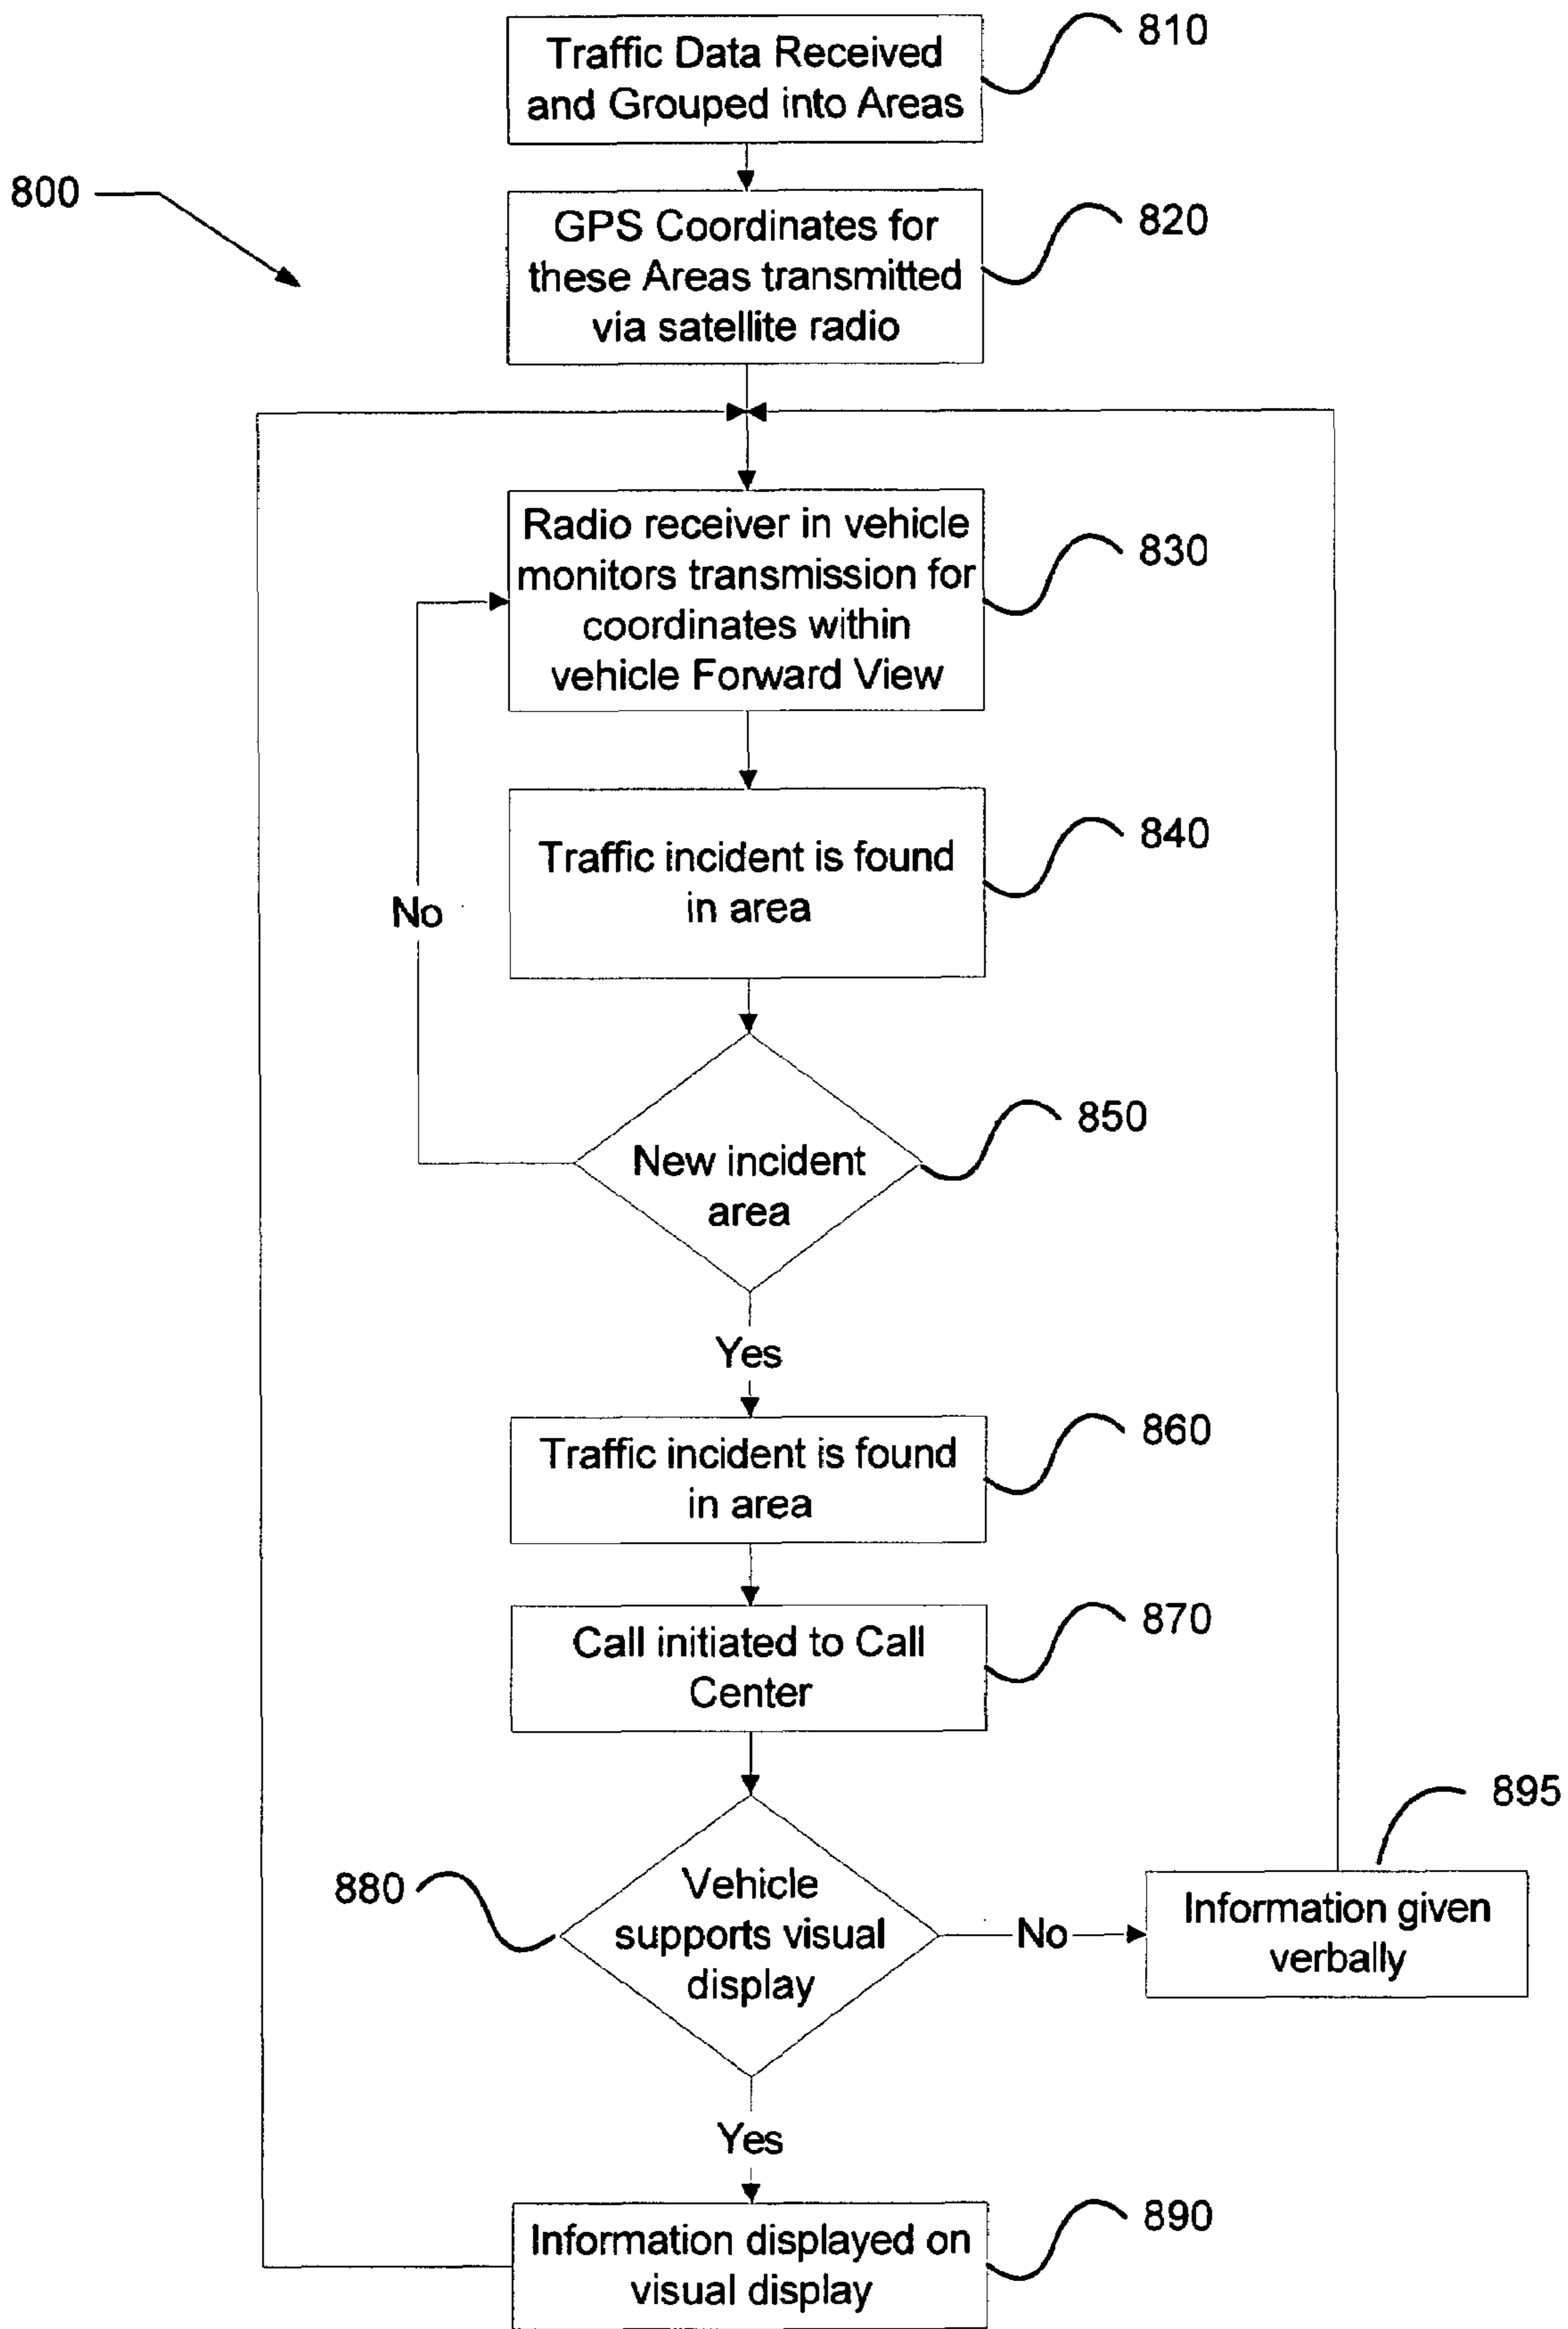 810
Traffic Data Received
and Grouped into Areas
800
820
GPS Coordinates for
these Areas transmitted
via satellite radio
830
Radio receiver in vehicle
monitors transmission for
coordinates within
vehicle Forward View
840
Traffic incident is found
in area
No
850
New incident
area
Yes
860
Traffic incident is found
in area
870
Call initiated to Call
Center
880
Vehicle
supports visual
display
No
895
Information given
verbally
Yes
890
Information displayed on
visual display